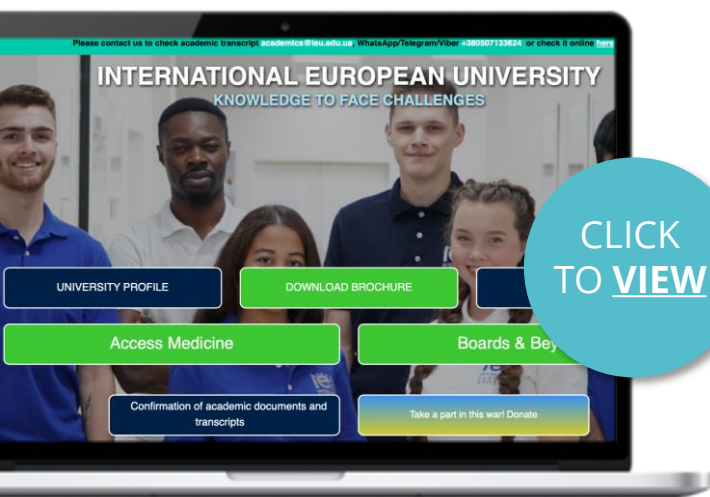 Please contact us to check academic transcript academics@ieu.edu.ua, WhatsApp/Telegram/Viber +380507133624 or check it online here
INTERNATIONAL EUROPEAN UNIVERSITY
KNOWLEDGE TO FACE CHALLENGES
CLICK
TO VIEW
UNIVERSITY PROFILE
DOWNLOAD BROCHURE
Access Medicine
Boards & Bey
Confirmation of academic documents and
transcripts
Take a part in this war! Donate